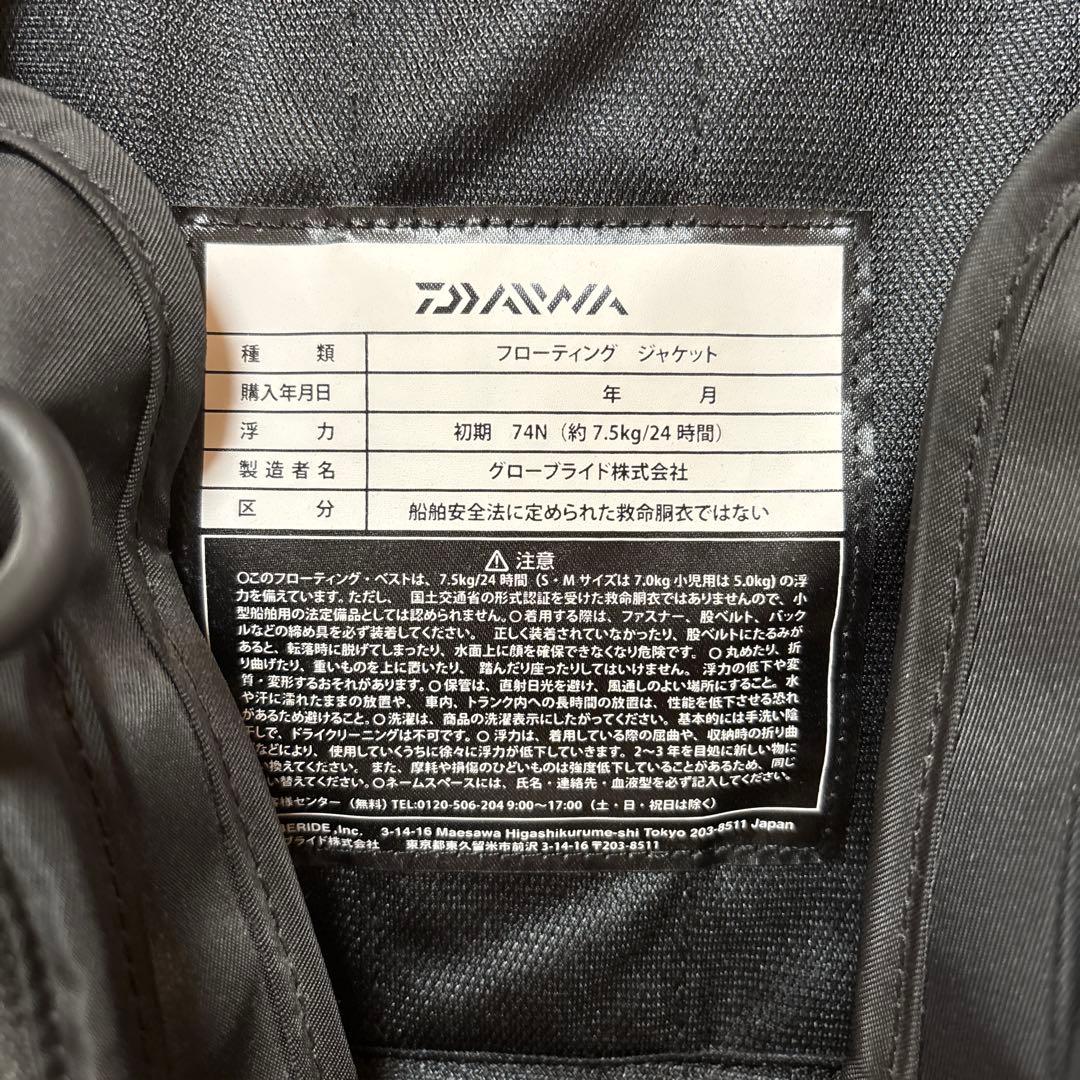 DAIWA
種類 フローティング ジャケット
購入年月日 年 月
浮力 初期 74N（約7.5kg/24時間）
製造者名 グローブライド株式会社
区分 船舶安全法に定められた救命胴衣ではない
⚠ 注意
○このフローティング・ベストは、7.5kg/24時間（S・Mサイズは7.0kg 小児用は5.0kg）の浮
力を備えています。ただし、 国土交通省の形式認証を受けた救命胴衣ではありませんので、小
型船舶用の法定備品としては認められません。○着用する際は、ファスナー、股ベルト、バック
ルなどの締め具を必ず装着してください。 正しく装着されていなかったり、股ベルトにたるみが
あると、転落時に脱げてしまったり、水面上に顔を確保できなくなり危険です。○丸めたり、折
り曲げたり、重いものを上に置いたり、 踏んだり座ったりしてはいけません。浮力の低下や変
質・変形するおそれがあります。○保管は、直射日光を避け、風通しのよい場所にすること。水
や汗に濡れたままの放置や、 車内、トランク内への長時間の放置は、性能を低下させる恐れ
があるため避けること。○洗濯は、商品の洗濯表示にしたがってください。基本的には手洗い陰
干しで、ドライクリーニングは不可です。○浮力は、着用している際の屈曲や、収納時の折り曲
などにより、使用していくうちに徐々に浮力が低下していきます。2〜3年を目処に新しい物に
換えてください。また、摩耗や損傷のひどいものは強度低下していることがあるため、同じ
い替えてください。○ネームスペースには、氏名・連絡先・血液型を必ず記入してください。
客様センター（無料）TEL:0120-506-204 9:00〜17:00（土・日・祝日は除く）
BERIDE,Inc. 3-14-16 Maesawa Higashikurume-shi Tokyo 203-8511 Japan
ブライド株式会社 東京都東久留米市前沢3-14-16 〒203-8511